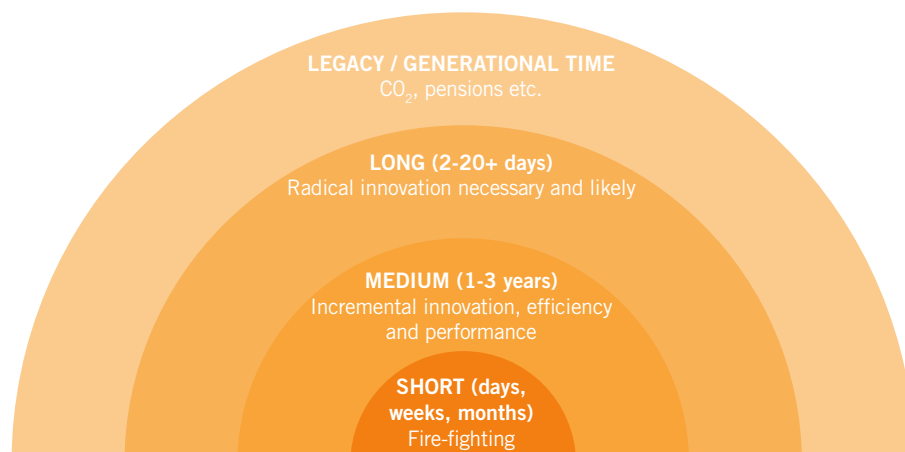 LEGACY / GENERATIONAL TIME
CO₂, pensions etc.
LONG (2-20+ days)
Radical innovation necessary and likely
MEDIUM (1-3 years)
Incremental innovation, efficiency
and performance
SHORT (days,
weeks, months)
Fire-fighting